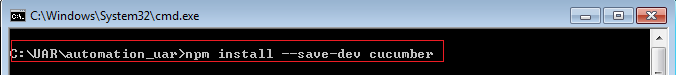 C:\Windows\System32\cmd.exe
C:\UAR\automation_uar>npm install --save-dev cucumber